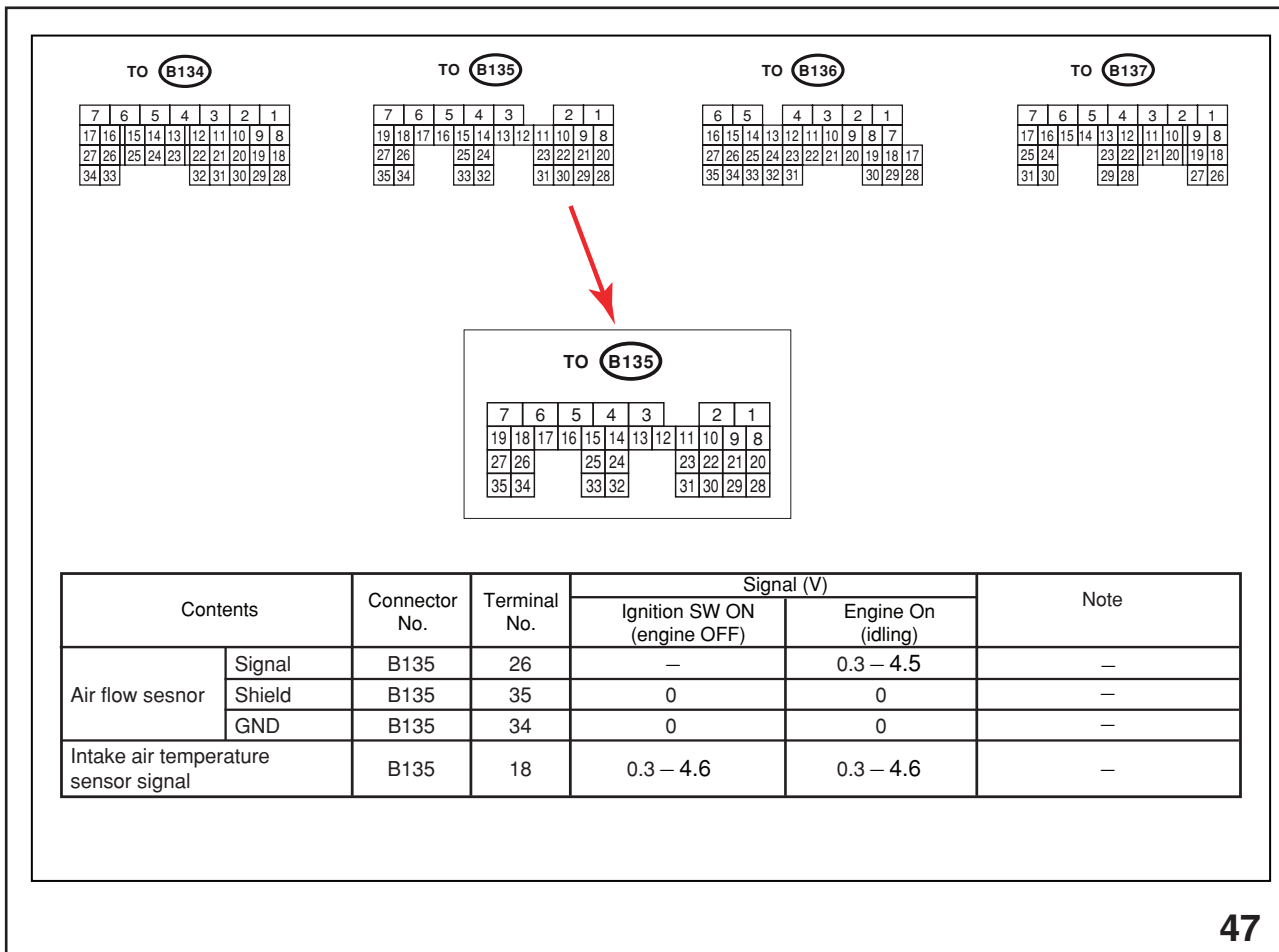 TO B134
7 6 5 4 3 2 1
17 16 15 14 13 12 11 10 9 8
27 26 25 24 23 22 21 20 19 18
34 33 32 31 30 29 28
TO B135
7 6 5 4 3 2 1
19 18 17 16 15 14 13 12 11 10 9 8
27 26 25 24 23 22 21 20
35 34 33 32 31 30 29 28
TO B136
6 5 4 3 2 1
16 15 14 13 12 11 10 9 8 7
27 26 25 24 23 22 21 20 19 18 17
35 34 33 32 31 30 29 28
TO B137
7 6 5 4 3 2 1
17 16 15 14 13 12 11 10 9 8
25 24 23 22 21 20 19 18
31 30 29 28 27 26
TO B135
7 6 5 4 3 2 1
19 18 17 16 15 14 13 12 11 10 9 8
27 26 25 24 23 22 21 20
35 34 33 32 31 30 29 28
Contents
Connector
No.
Terminal
No.
Signal (V)
Ignition SW ON
(engine OFF)
Engine On
(idling)
Note
Air flow sesnor
Signal B135 26 – 0.3 – 4.5 –
Shield B135 35 0 0 –
GND B135 34 0 0 –
Intake air temperature
sensor signal
B135 18 0.3 – 4.6 0.3 – 4.6 –
47